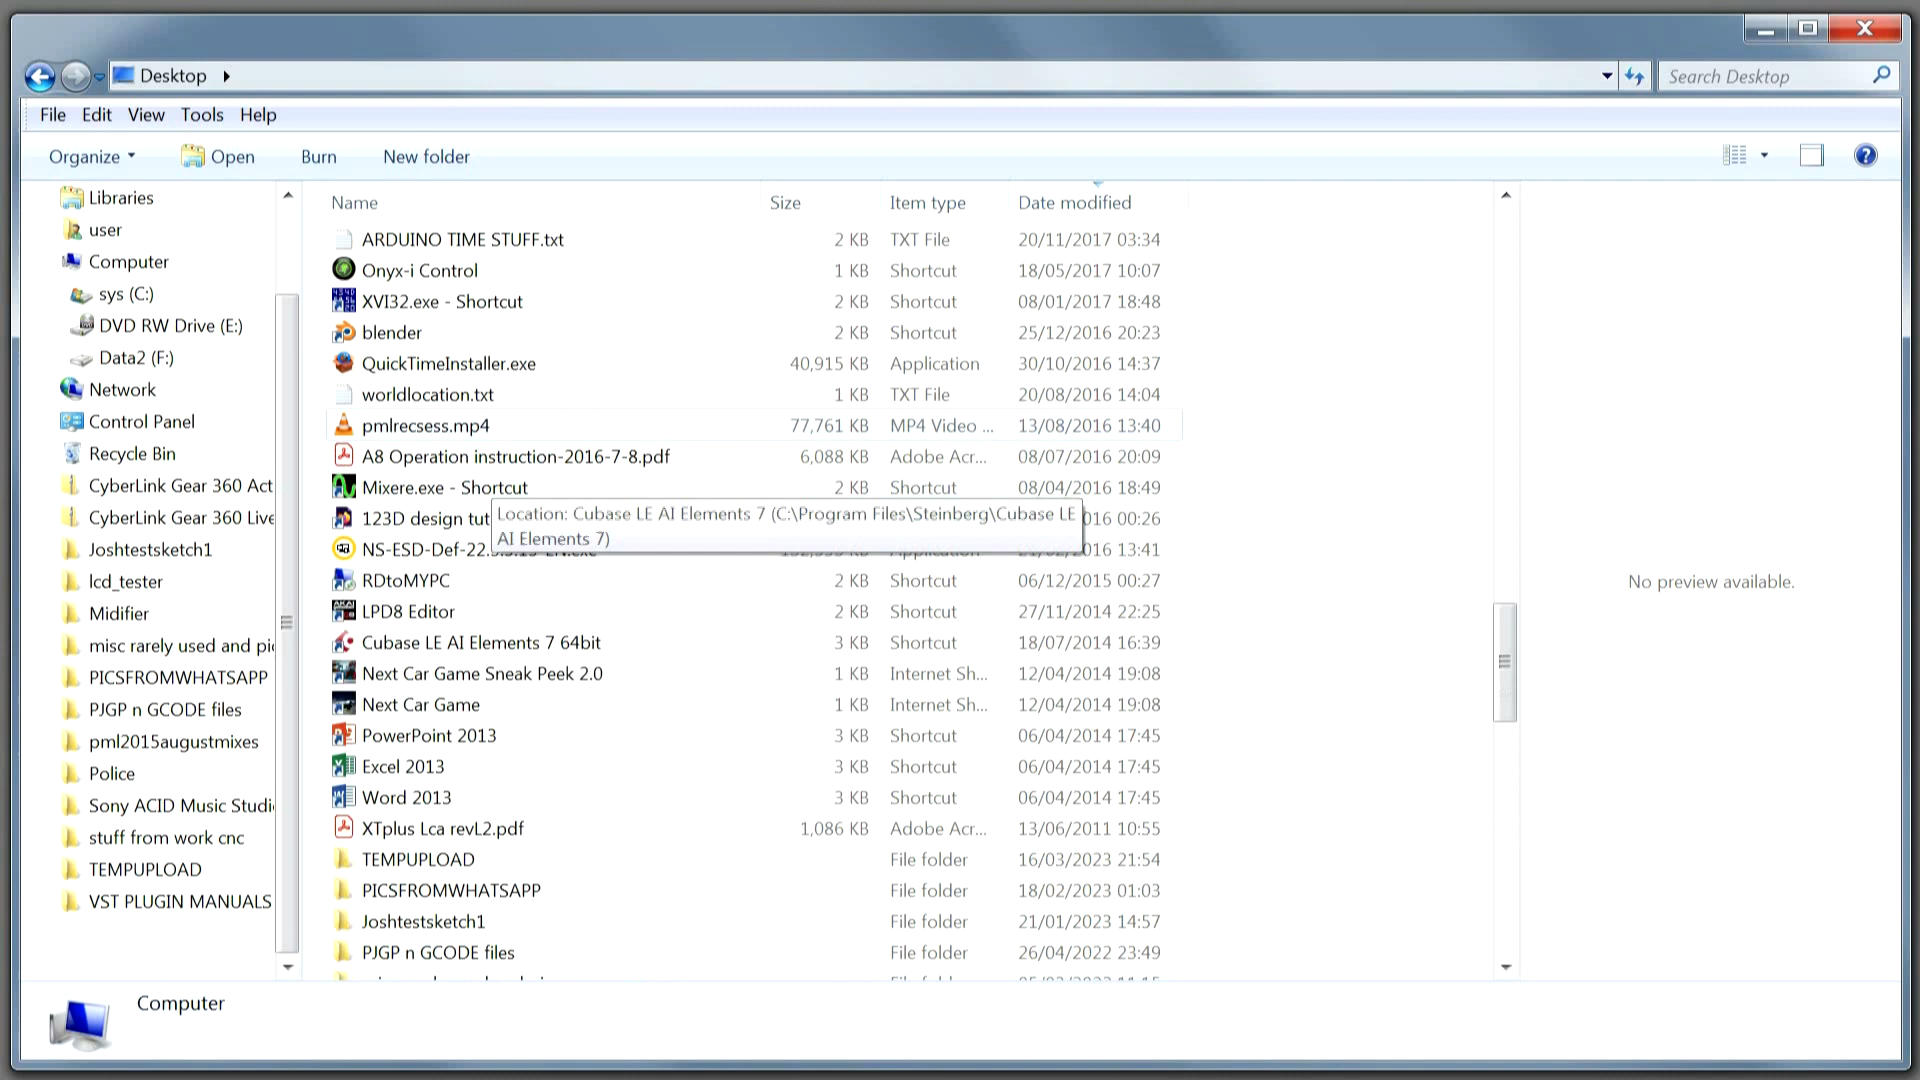 Desktop
Search Desktop
File Edit View Tools Help
Organize Open Burn New folder
Libraries
user
Computer
sys (C:)
DVD RW Drive (E:)
Data2 (F:)
Network
Control Panel
Recycle Bin
CyberLink Gear 360 Act
CyberLink Gear 360 Live
Joshtestsketch1
lcd_tester
Midifier
misc rarely used and pi
PICSFROMWHATSAPP
PJGP n GCODE files
pml2015augustmixes
Police
Sony ACID Music Studi
stuff from work cnc
TEMPUPLOAD
VST PLUGIN MANUALS
Name Size Item type Date modified
ARDUINO TIME STUFF.txt 2 KB TXT File 20/11/2017 03:34
Onyx-i Control 1 KB Shortcut 18/05/2017 10:07
XVI32.exe - Shortcut 2 KB Shortcut 08/01/2017 18:48
blender 2 KB Shortcut 25/12/2016 20:23
QuickTimeInstaller.exe 40,915 KB Application 30/10/2016 14:37
worldlocation.txt 1 KB TXT File 20/08/2016 14:04
pmlrecsess.mp4 77,761 KB MP4 Video ... 13/08/2016 13:40
A8 Operation instruction-2016-7-8.pdf 6,088 KB Adobe Acr... 08/07/2016 20:09
Mixere.exe - Shortcut 2 KB Shortcut 08/04/2016 18:49
123D design tut 016 00:26
Location: Cubase LE AI Elements 7 (C:\Program Files\Steinberg\Cubase LE
AI Elements 7)
NS-ESD-Def-22. 016 13:41
RDtoMYPC 2 KB Shortcut 06/12/2015 00:27
LPD8 Editor 2 KB Shortcut 27/11/2014 22:25
Cubase LE AI Elements 7 64bit 3 KB Shortcut 18/07/2014 16:39
Next Car Game Sneak Peek 2.0 1 KB Internet Sh... 12/04/2014 19:08
Next Car Game 1 KB Internet Sh... 12/04/2014 19:08
PowerPoint 2013 3 KB Shortcut 06/04/2014 17:45
Excel 2013 3 KB Shortcut 06/04/2014 17:45
Word 2013 3 KB Shortcut 06/04/2014 17:45
XTplus Lca revL2.pdf 1,086 KB Adobe Acr... 13/06/2011 10:55
TEMPUPLOAD File folder 16/03/2023 21:54
PICSFROMWHATSAPP File folder 18/02/2023 01:03
Joshtestsketch1 File folder 21/01/2023 14:57
PJGP n GCODE files File folder 26/04/2022 23:49
No preview available.
Computer